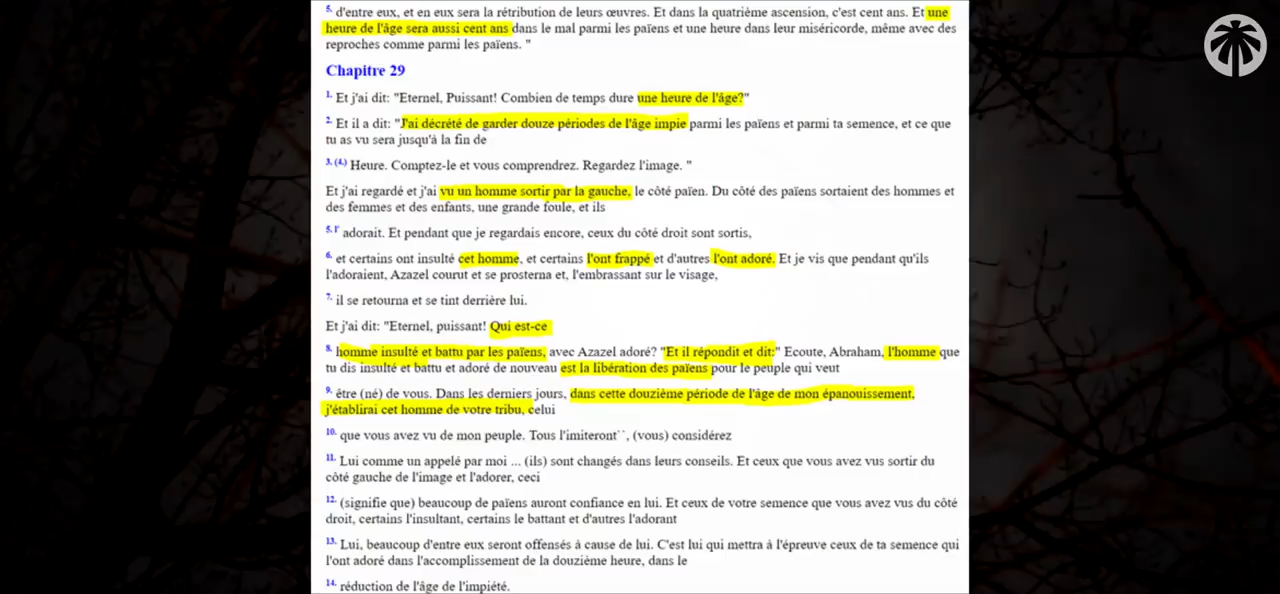 5. d'entre eux, et en eux sera la rétribution de leurs œuvres. Et dans la quatrième ascension, c'est cent ans. Et une
heure de l'âge sera aussi cent ans dans le mal parmi les païens et une heure dans leur miséricorde, même avec des
reproches comme parmi les païens. "
Chapitre 29
1. Et j'ai dit: "Eternel, Puissant! Combien de temps dure une heure de l'âge?"
2. Et il a dit: "J'ai décrété de garder douze périodes de l'âge impie parmi les païens et parmi ta semence, et ce que
tu as vu sera jusqu'à la fin de
3. (4.) Heure. Comptez-le et vous comprendrez. Regardez l'image. "
Et j'ai regardé et j'ai vu un homme sortir par la gauche, le côté païen. Du côté des païens sortaient des hommes et
des femmes et des enfants, une grande foule, et ils
5. l' adorait. Et pendant que je regardais encore, ceux du côté droit sont sortis,
6. et certains ont insulté cet homme, et certains l'ont frappé et d'autres l'ont adoré. Et je vis que pendant qu'ils
l'adoraient, Azazel courut et se prosterna et, l'embrassant sur le visage,
7. il se retourna et se tint derrière lui.
Et j'ai dit: "Eternel, puissant! Qui est-ce
8. homme insulté et battu par les païens, avec Azazel adoré? "Et il répondit et dit:" Ecoute, Abraham, l'homme que
tu dis insulté et battu et adoré de nouveau est la libération des païens pour le peuple qui veut
9. être (né) de vous. Dans les derniers jours, dans cette douzième période de l'âge de mon épanouissement,
j'établirai cet homme de votre tribu, celui
10. que vous avez vu de mon peuple. Tous l'imiteront``, (vous) considérez
11. Lui comme un appelé par moi ... (ils) sont changés dans leurs conseils. Et ceux que vous avez vus sortir du
côté gauche de l'image et l'adorer, ceci
12. (signifie que) beaucoup de païens auront confiance en lui. Et ceux de votre semence que vous avez vus du côté
droit, certains l'insultant, certains le battant et d'autres l'adorant
13. Lui, beaucoup d'entre eux seront offensés à cause de lui. C'est lui qui mettra à l'épreuve ceux de ta semence qui
l'ont adoré dans l'accomplissement de la douzième heure, dans le
14. réduction de l'âge de l'impiété.